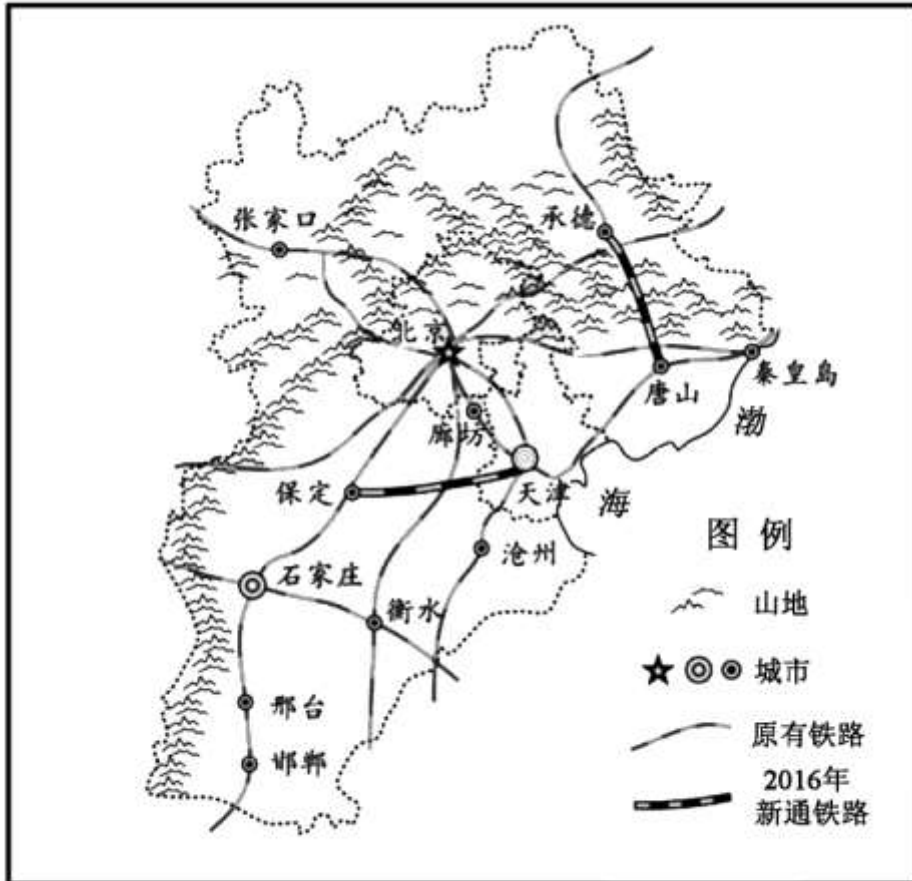 张家口
承德
北京
秦皇岛
唐山
廊坊
渤
海
保定
天津
沧州
石家庄
衡水
邢台
邯郸
图例
山地
城市
原有铁路
2016年
新通铁路